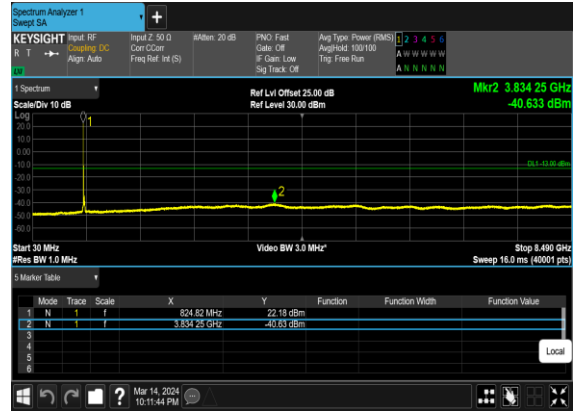 Spectrum Analyzer 1
Swept SA
KEYSIGHT Input: RF Input Z: 50 Ω #Atten: 20 dB PNO: Fast Avg Type: Power (RMS) 1 2 3 4 5 6
R T Coupling: DC Corr CCorr Gate: Off Avg|Hold: 100/100 A W W W W W
Align: Auto Freq Ref: Int (S) IF Gain: Low Trig: Free Run
Sig Track: Off A N N N N N
1 Spectrum
Ref Lvl Offset 25.00 dB Mkr2 3.834 25 GHz
Scale/Div 10 dB Ref Level 30.00 dBm -40.633 dBm
Log
20.0
10.0
0.00
-10.0
-20.0
-30.0
-40.0
-50.0
-60.0
1
DL1 -13.00 dBm
2
Start 30 MHz Video BW 3.0 MHz* Stop 8.490 GHz
#Res BW 1.0 MHz Sweep 16.0 ms (40001 pts)
5 Marker Table
Mode Trace Scale X Y Function Function Width Function Value
1 N 1 f 824.82 MHz 22.18 dBm
2 N 1 f 3.834 25 GHz -40.63 dBm
3
4
5
6
Local
Mar 14, 2024
10:11:44 PM